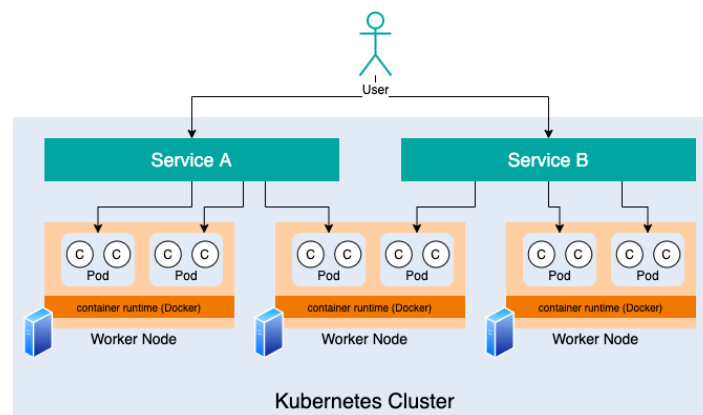 User
Service A
Service B
C C C C C C C C C C C C
Pod Pod Pod Pod Pod Pod
container runtime (Docker) container runtime (Docker) container runtime (Docker)
Worker Node Worker Node Worker Node
Kubernetes Cluster